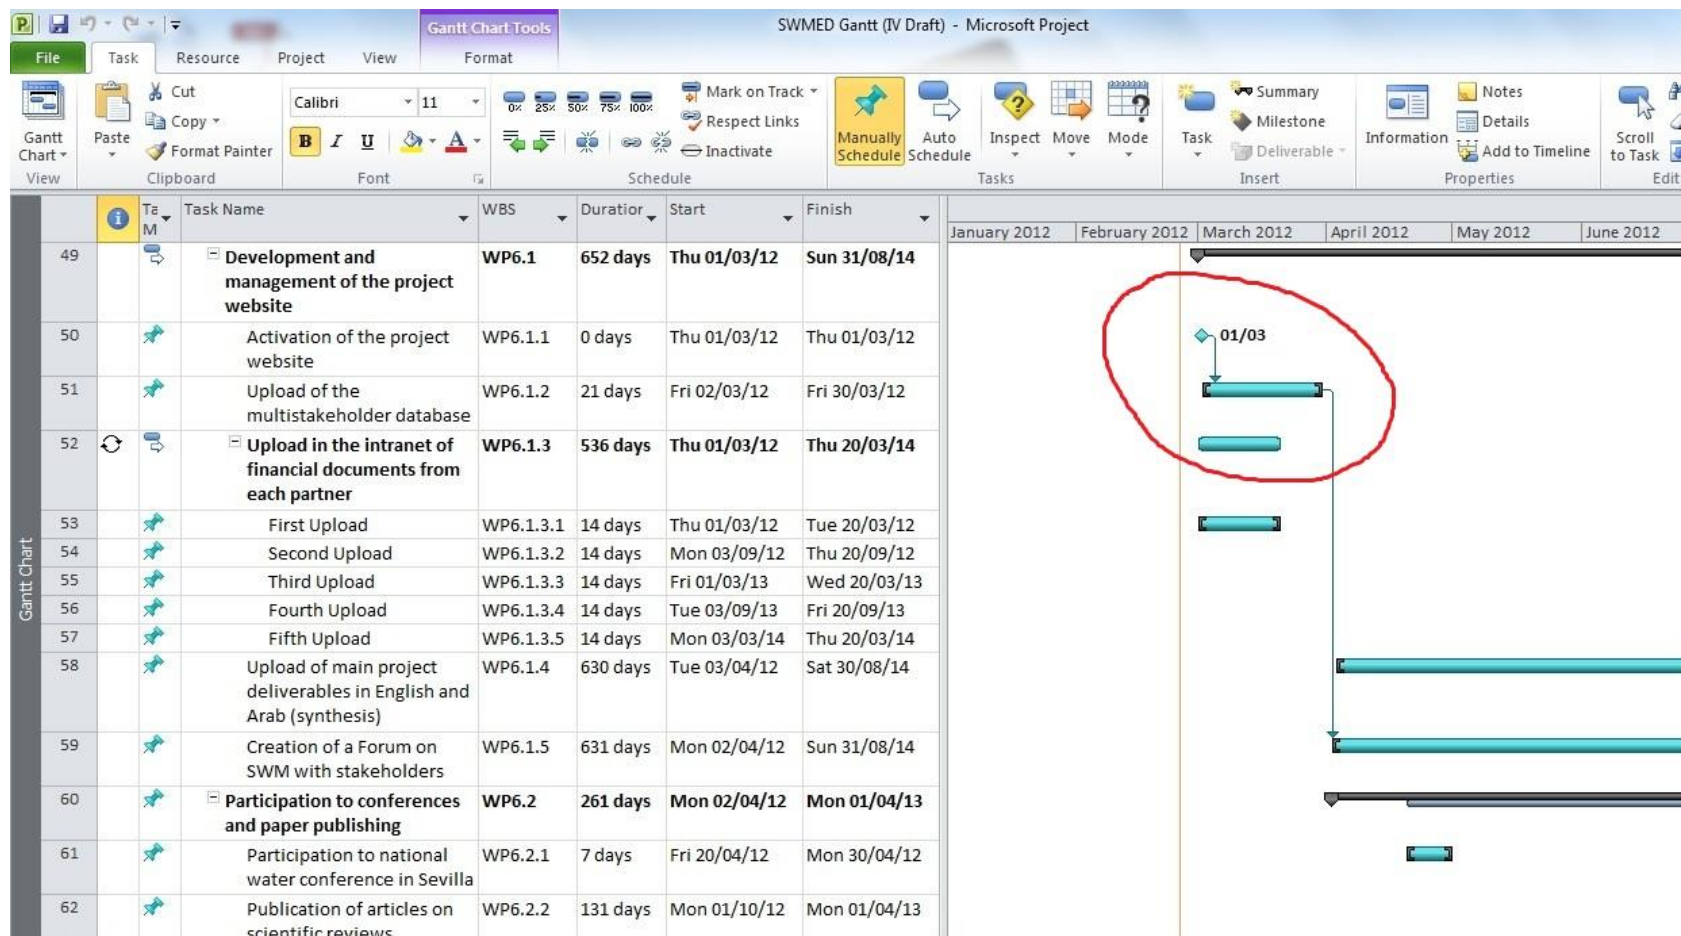 Gantt Chart Tools
SWMED Gantt (IV Draft) - Microsoft Project
File Task Resource Project View Format
Cut
Copy
Format Painter
Paste
Gantt Chart
View
Clipboard
Calibri 11
B I U
Font
0% 25% 50% 75% 100%
Mark on Track
Respect Links
Inactivate
Schedule
Manually Schedule
Auto Schedule
Inspect Move Mode
Tasks
Task
Summary
Milestone
Deliverable
Insert
Information
Notes
Details
Add to Timeline
Properties
Scroll to Task
Edit
Ta M Task Name WBS Duration Start Finish
January 2012 February 2012 March 2012 April 2012 May 2012 June 2012
49 Development and WP6.1 652 days Thu 01/03/12 Sun 31/08/14
management of the project
website
50 Activation of the project WP6.1.1 0 days Thu 01/03/12 Thu 01/03/12 01/03
website
51 Upload of the WP6.1.2 21 days Fri 02/03/12 Fri 30/03/12
multistakeholder database
52 Upload in the intranet of WP6.1.3 536 days Thu 01/03/12 Thu 20/03/14
financial documents from
each partner
53 First Upload WP6.1.3.1 14 days Thu 01/03/12 Tue 20/03/12
54 Second Upload WP6.1.3.2 14 days Mon 03/09/12 Thu 20/09/12
55 Third Upload WP6.1.3.3 14 days Fri 01/03/13 Wed 20/03/13
56 Fourth Upload WP6.1.3.4 14 days Tue 03/09/13 Fri 20/09/13
57 Fifth Upload WP6.1.3.5 14 days Mon 03/03/14 Thu 20/03/14
58 Upload of main project WP6.1.4 630 days Tue 03/04/12 Sat 30/08/14
deliverables in English and
Arab (synthesis)
59 Creation of a Forum on WP6.1.5 631 days Mon 02/04/12 Sun 31/08/14
SWM with stakeholders
60 Participation to conferences WP6.2 261 days Mon 02/04/12 Mon 01/04/13
and paper publishing
61 Participation to national WP6.2.1 7 days Fri 20/04/12 Mon 30/04/12
water conference in Sevilla
62 Publication of articles on WP6.2.2 131 days Mon 01/10/12 Mon 01/04/13
scientific reviews
Gantt Chart